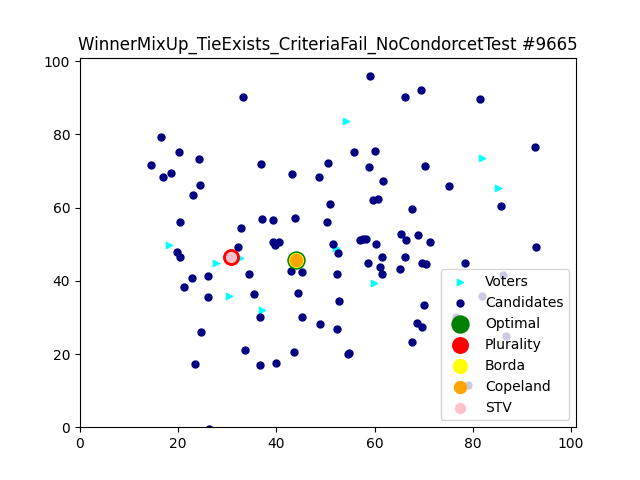 WinnerMixUp_TieExists_CriteriaFail_NoCondorcetTest #9665
100
80
60
40
20
0
0 20 40 60 80 100
Voters
Candidates
Optimal
Plurality
Borda
Copeland
STV